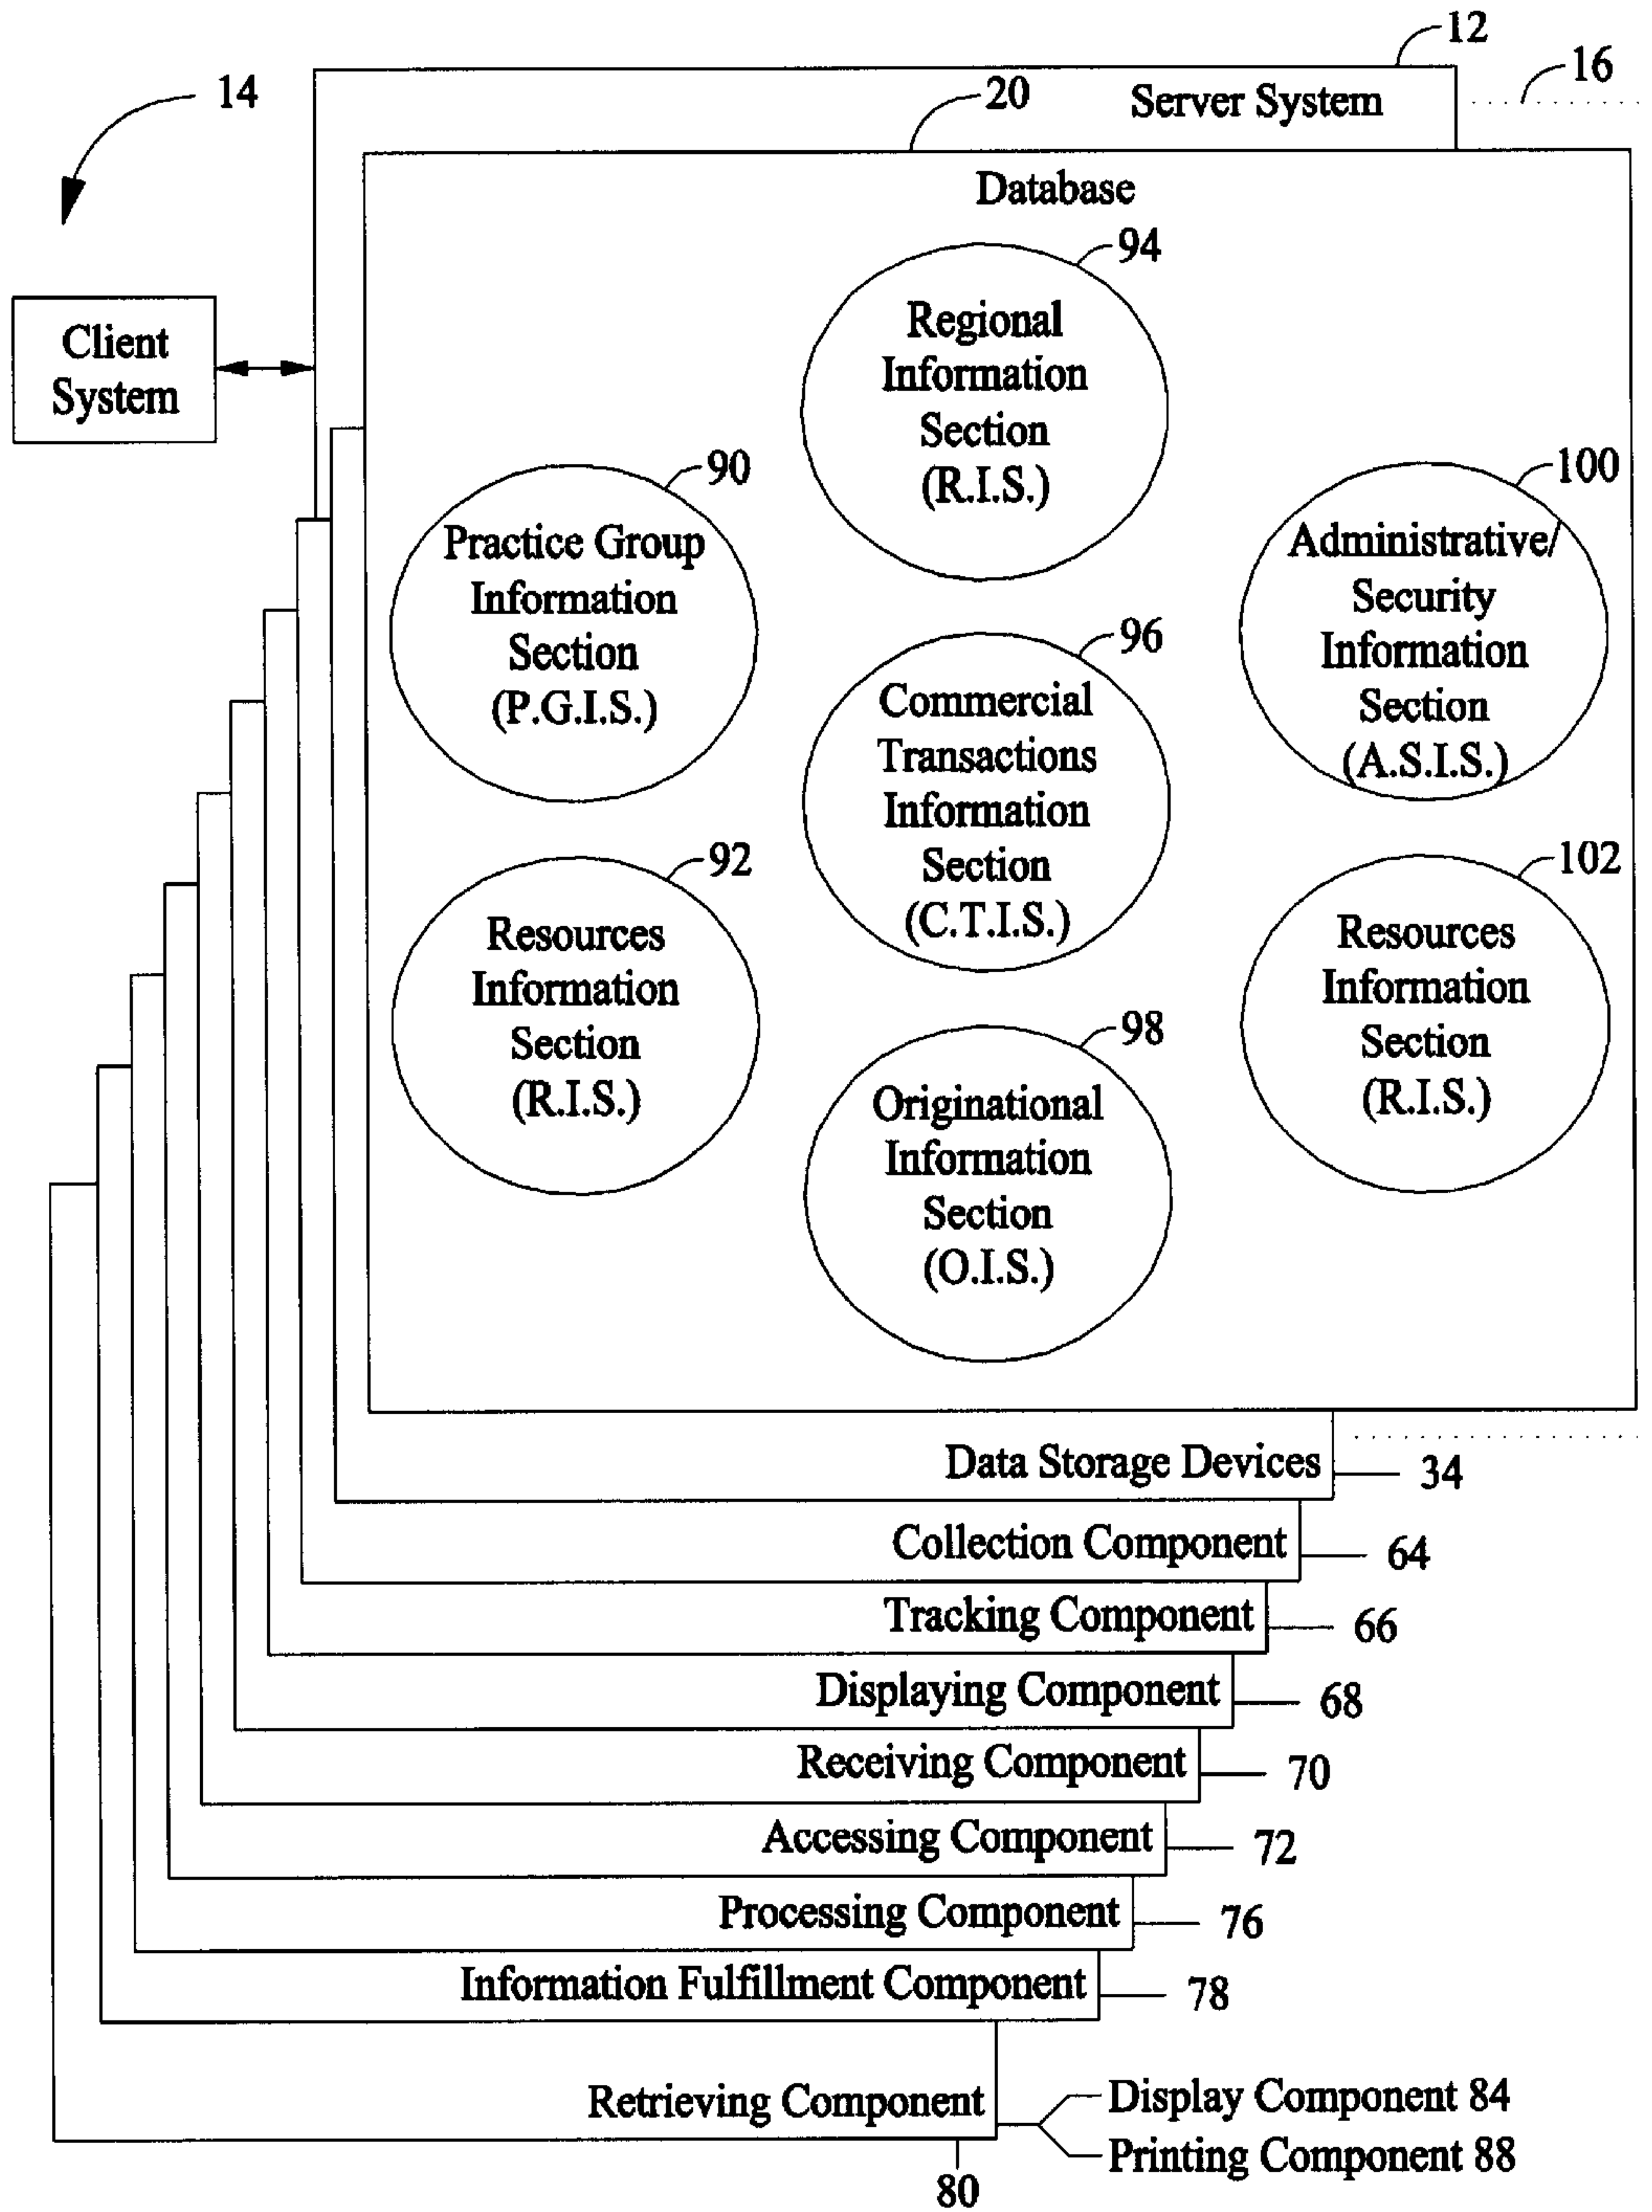 12
16
14
20
Server System
Database
94
Client
System
Regional
Information
Section
(R.I.S.)
90
Practice Group
Information
Section
(P.G.I.S.)
100
Administrative/
Security
Information
Section
(A.S.I.S.)
96
Commercial
Transactions
Information
Section
(C.T.I.S.)
92
Resources
Information
Section
(R.I.S.)
102
Resources
Information
Section
(R.I.S.)
98
Originational
Information
Section
(O.I.S.)
Data Storage Devices 34
Collection Component 64
Tracking Component 66
Displaying Component 68
Receiving Component 70
Accessing Component 72
Processing Component 76
Information Fulfillment Component 78
Retrieving Component
Display Component 84
Printing Component 88
80